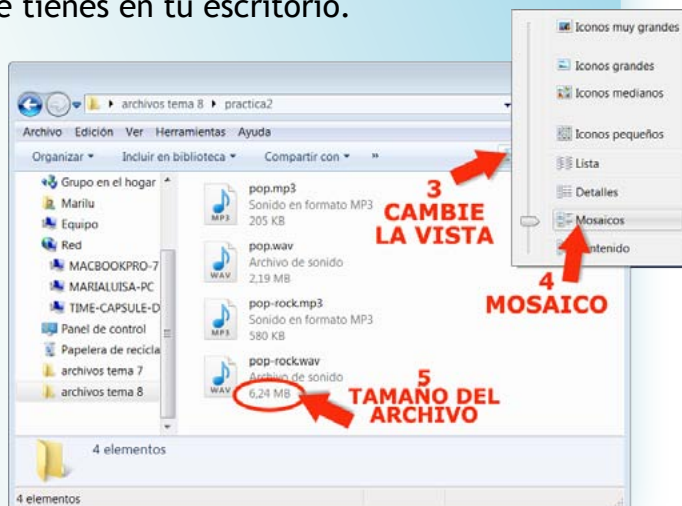 e tienes en tu escritorio.
archivos tema 8 ▸ practica2
Archivo Edición Ver Herramientas Ayuda
Organizar Incluir en biblioteca Compartir con »
Grupo en el hogar
Marilu
Equipo
Red
MACBOOKPRO-7
MARIALUISA-PC
TIME-CAPSULE-D
Panel de control
Papelera de recicla
archivos tema 7
archivos tema 8
pop.mp3
Sonido en formato MP3
205 KB
MP3
pop.wav
Archivo de sonido
2,19 MB
WAV
pop-rock.mp3
Sonido en formato MP3
580 KB
MP3
pop-rock.wav
Archivo de sonido
6,24 MB
WAV
3
CAMBIE
LA VISTA
Iconos muy grandes
Iconos grandes
Iconos medianos
Iconos pequeños
Lista
Detalles
Mosaicos
ntenido
4
MOSAICO
5
TAMAÑO DEL
ARCHIVO
4 elementos
4 elementos